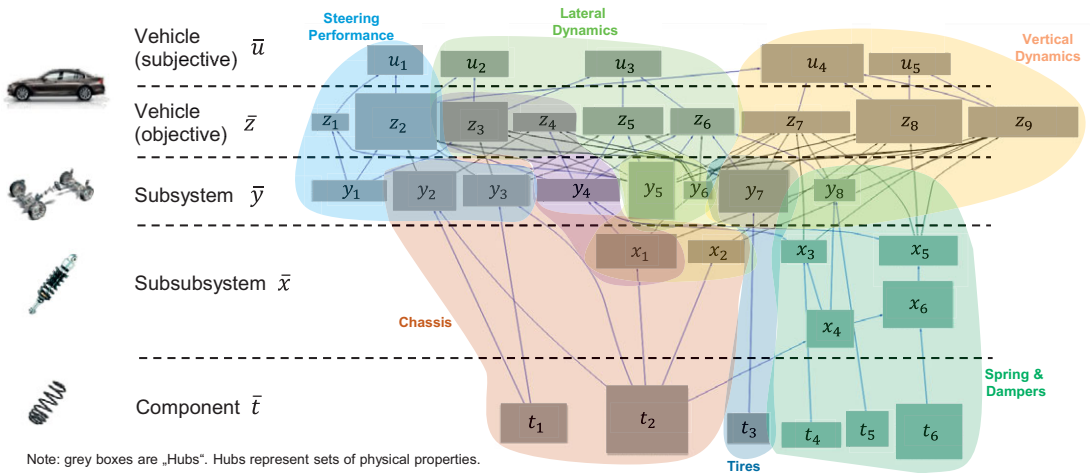 Steering
Performance
Lateral
Dynamics
Vertical
Dynamics
Vehicle
(subjective) ū
u₁ u₂ u₃ u₄ u₅
Vehicle
(objective) z̄
z₁ z₂ z₃ z₄ z₅ z₆ z₇ z₈ z₉
Subsystem ȳ
y₁ y₂ y₃ y₄ y₅ y₆ y₇ y₈
Subsubsystem x̄
x₁ x₂ x₃ x₅
x₆
x₄
Chassis
Component t̄
t₁ t₂ t₃ t₄ t₅ t₆
Spring &
Dampers
Tires
Note: grey boxes are „Hubs“. Hubs represent sets of physical properties.